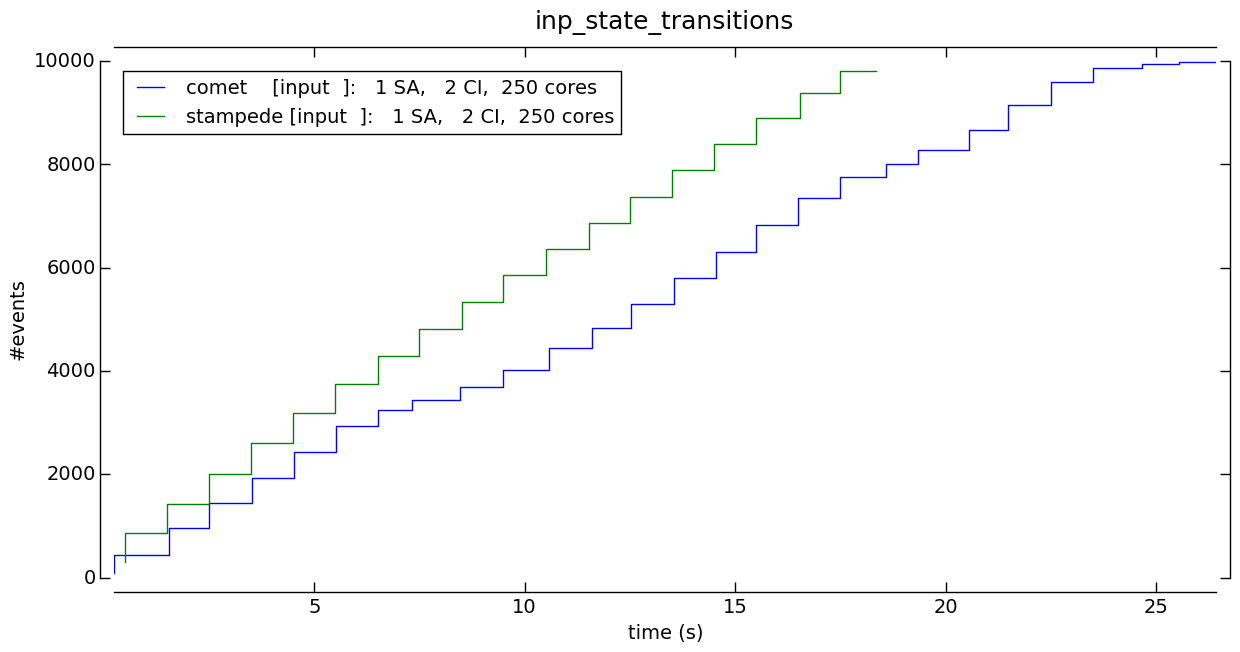 inp_state_transitions
10000
8000
6000
4000
2000
0
#events
comet [input ]: 1 SA, 2 CI, 250 cores
stampede [input ]: 1 SA, 2 CI, 250 cores
5 10 15 20 25
time (s)